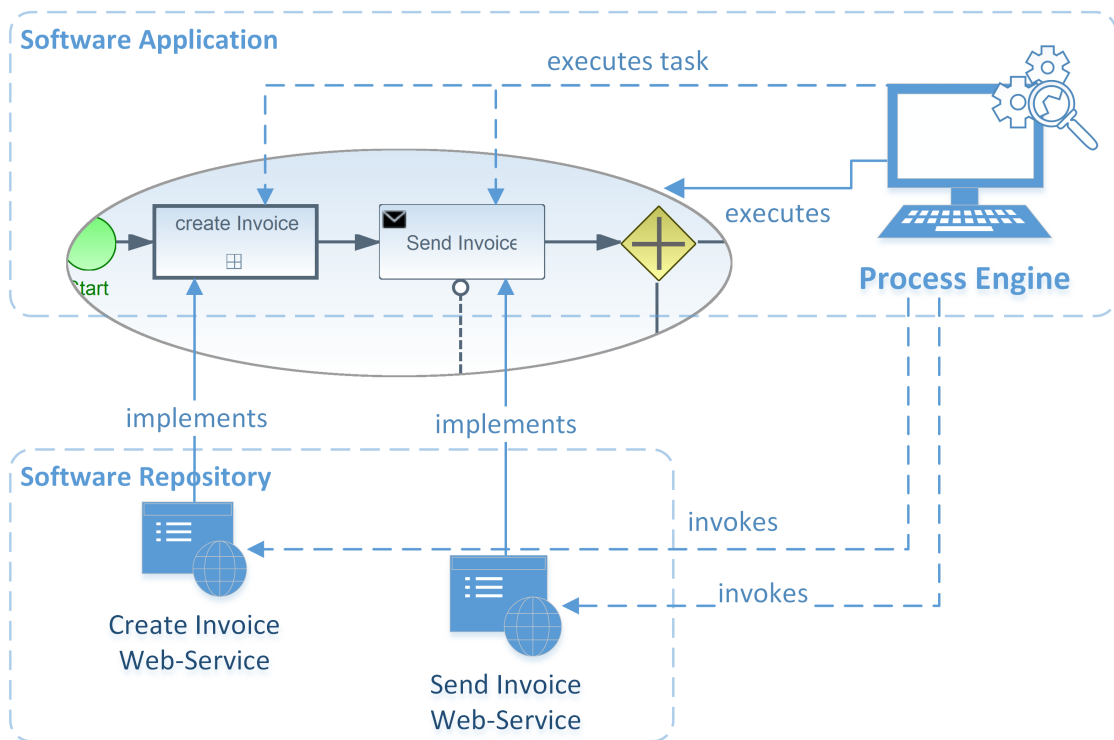 Software Application
executes task
executes
create Invoice
Send Invoice
Start
Process Engine
implements
implements
Software Repository
invokes
invokes
Create Invoice
Web-Service
Send Invoice
Web-Service